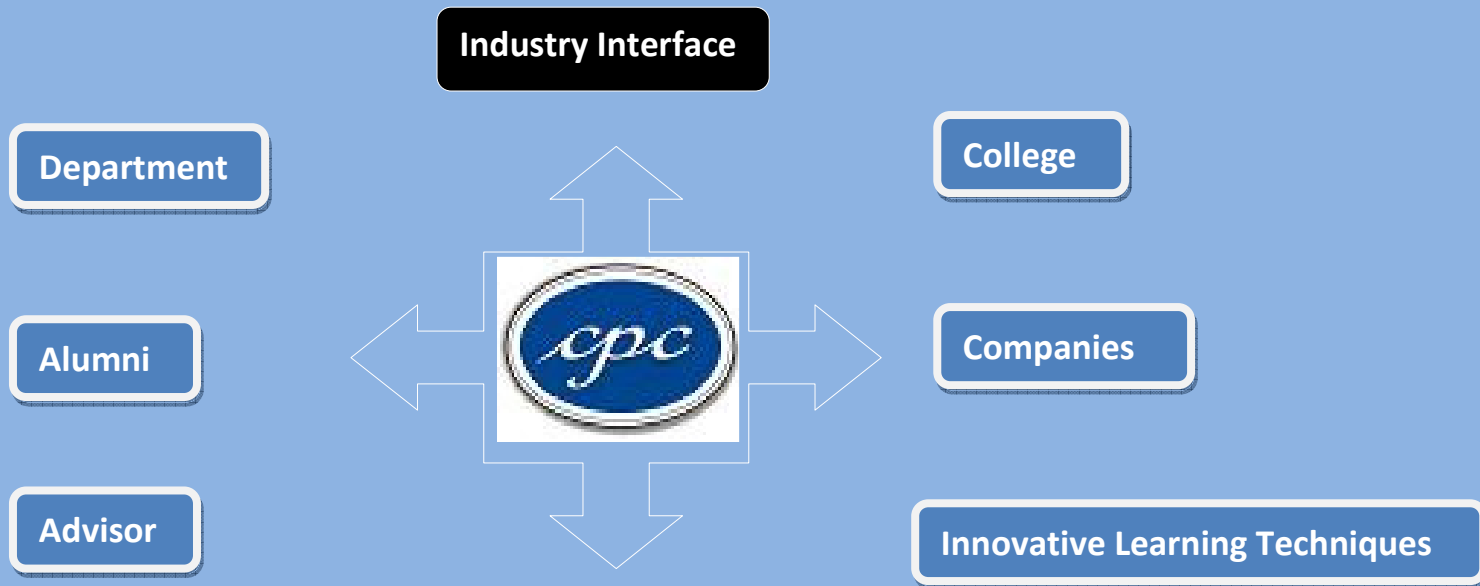 Industry Interface
Department
College
cpc
Alumni
Companies
Advisor
Innovative Learning Techniques